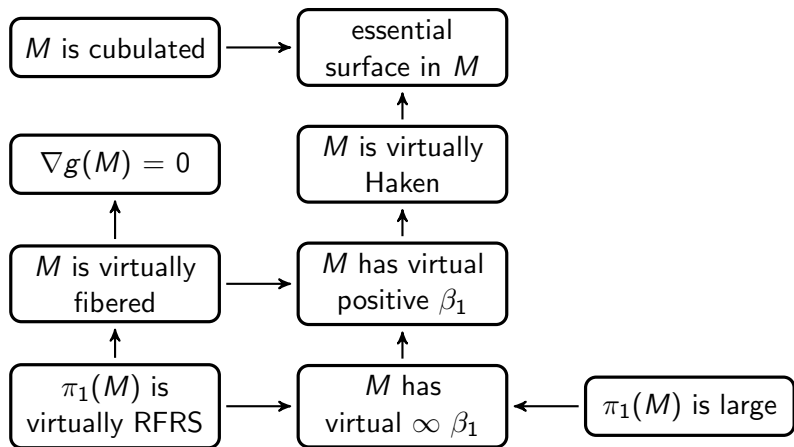 M is cubulated
essential
surface in M
∇g(M) = 0
M is virtually
Haken
M is virtually
fibered
M has virtual
positive β₁
π₁(M) is
virtually RFRS
M has
virtual ∞ β₁
π₁(M) is large